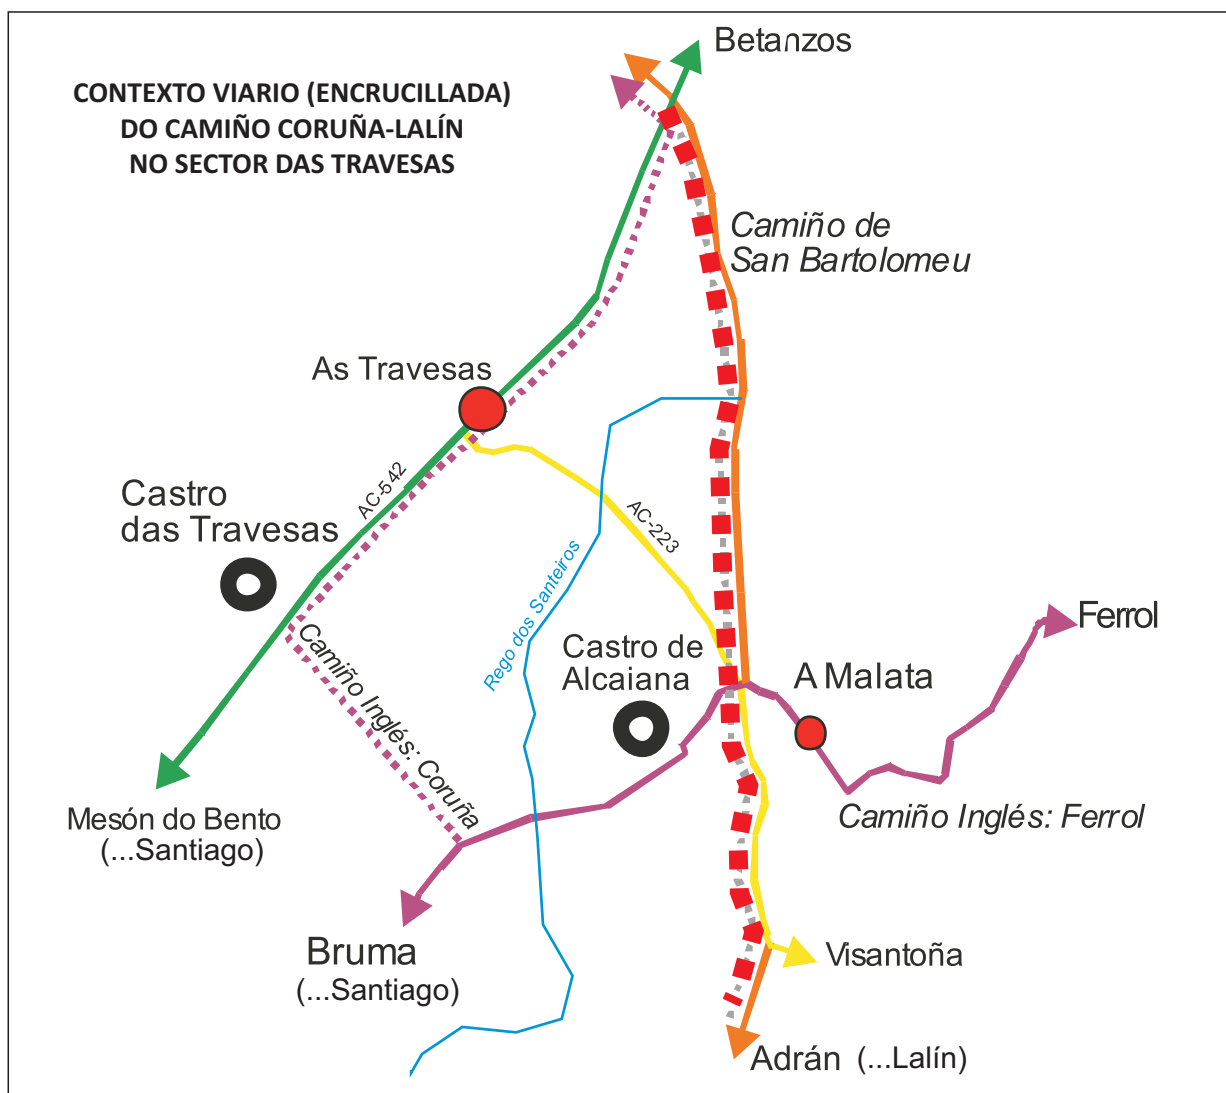 Betanzos
CONTEXTO VIARIO (ENCRUCILLADA)
DO CAMIÑO CORUÑA-LALÍN
NO SECTOR DAS TRAVESAS
Camiño de
San Bartolomeu
As Travesas
AC-542
Castro
das Travesas
AC-223
Rego dos Santeiros
Camiño Inglés: Coruña
Castro de
Alcaiana
A Malata
Ferrol
Mesón do Bento
(...Santiago)
Camiño Inglés: Ferrol
Bruma
(...Santiago)
Visantoña
Adrán (...Lalín)